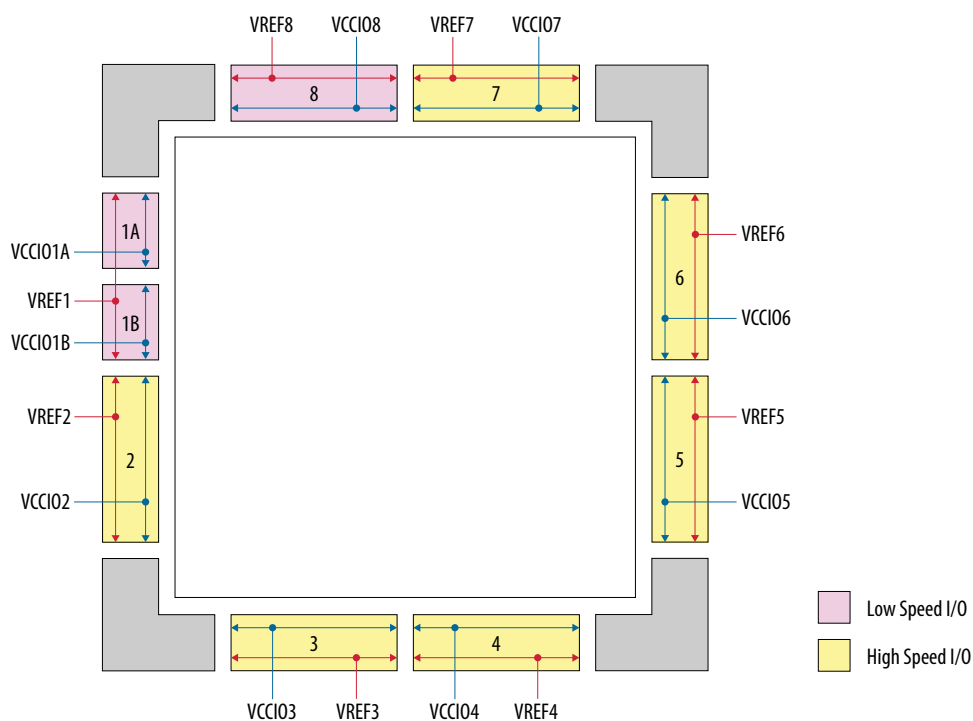 VREF8 VCCIO8 VREF7 VCCIO7
8 7
1A
VCCIO1A
VREF6
VREF1
6
1B
VCCIO6
VCCIO1B
VREF2
VREF5
2
5
VCCIO2
VCCIO5
Low Speed I/O
3 4
High Speed I/O
VCCIO3 VREF3 VCCIO4 VREF4